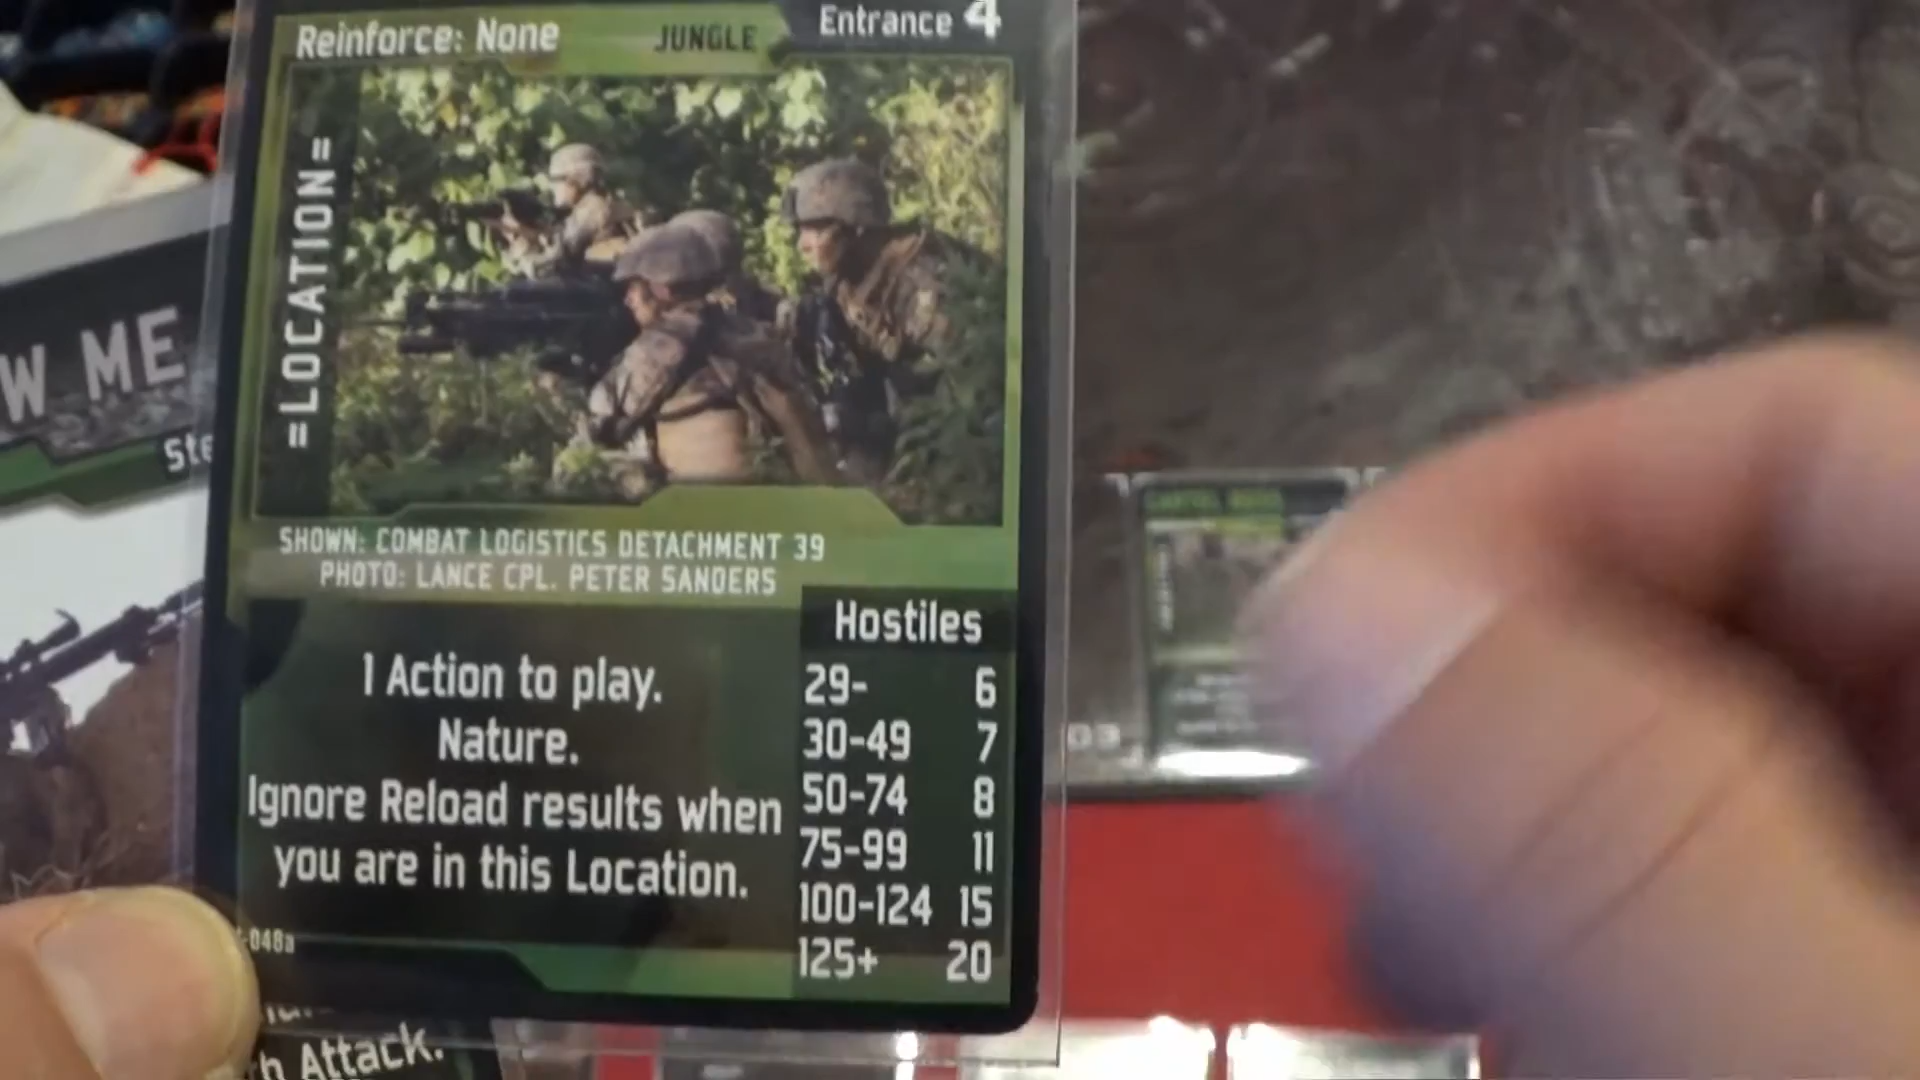 Reinforce: None
JUNGLE
Entrance 4
=LOCATION=
W ME
Ste
SHOWN: COMBAT LOGISTICS DETACHMENT 39
PHOTO: LANCE CPL. PETER SANDERS
Hostiles
29- 6
30-49 7
50-74 8
75-99 11
100-124 15
125+ 20
1 Action to play.
Nature.
Ignore Reload results when
you are in this Location.
-048a
03
h Attack.